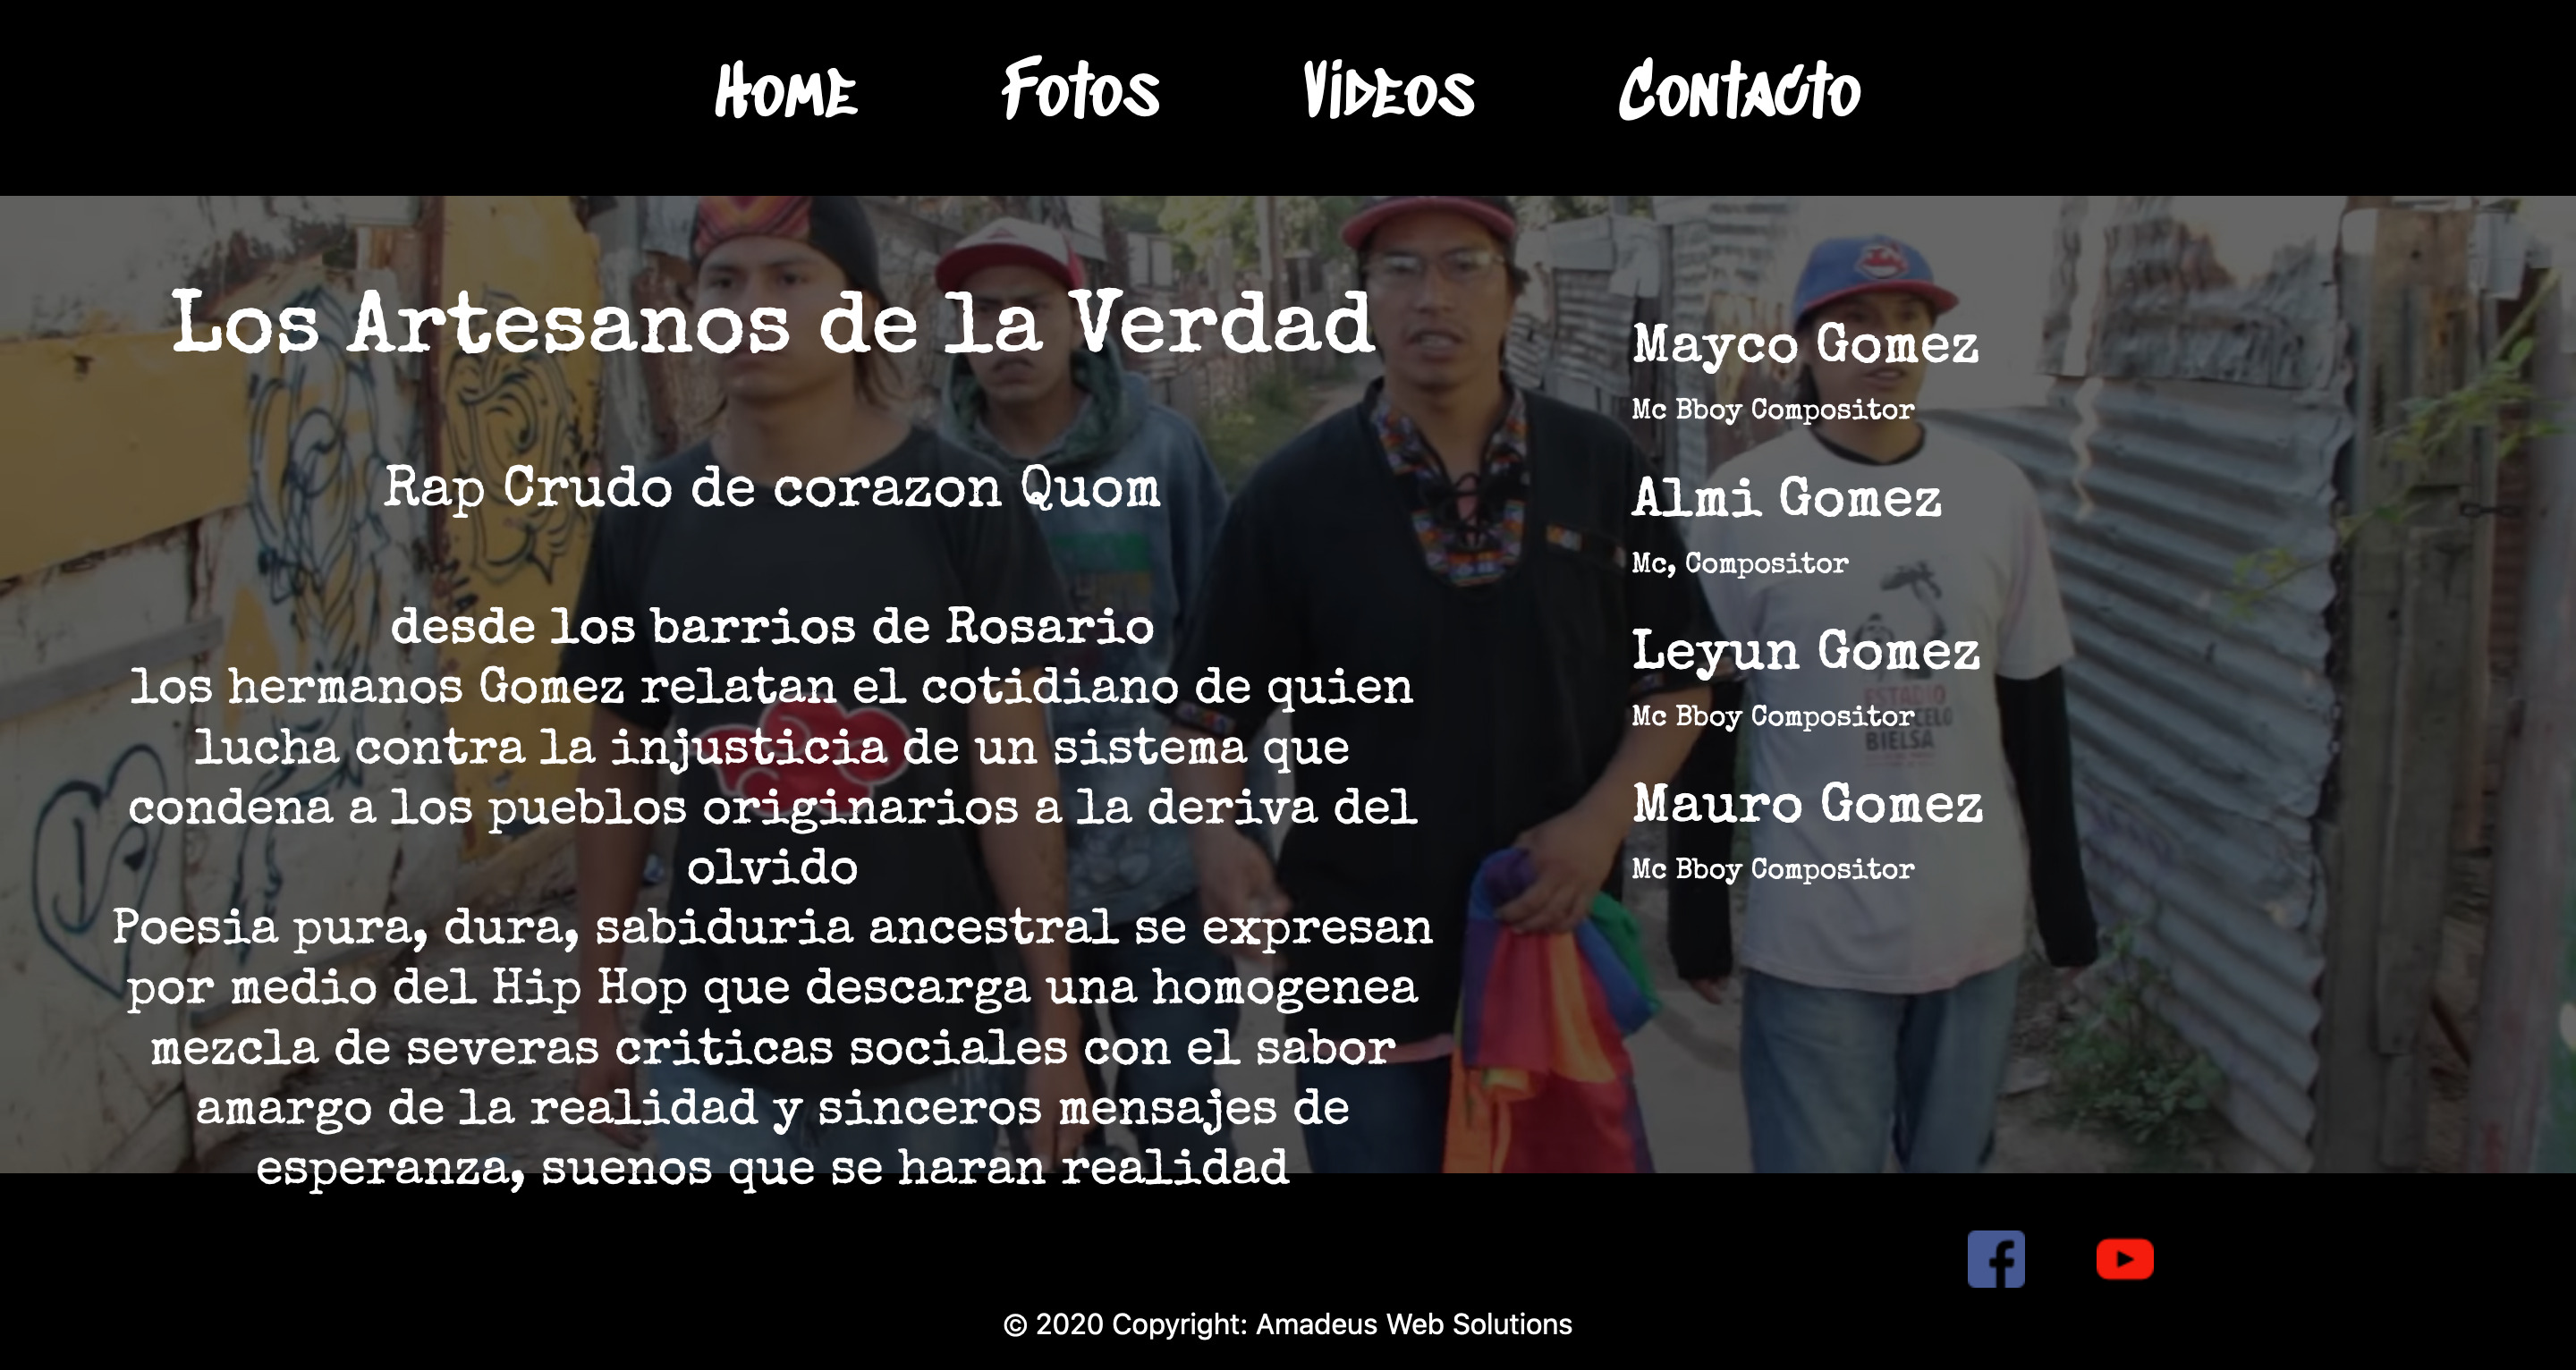 Home Fotos Videos Contacto
Los Artesanos de la Verdad
Rap Crudo de corazon Quom
desde los barrios de Rosario
los hermanos Gomez relatan el cotidiano de quien
lucha contra la injusticia de un sistema que
condena a los pueblos originarios a la deriva del
olvido
Poesia pura, dura, sabiduria ancestral se expresan
por medio del Hip Hop que descarga una homogenea
mezcla de severas criticas sociales con el sabor
amargo de la realidad y sinceros mensajes de
esperanza, suenos que se haran realidad
Mayco Gomez
Mc Bboy Compositor
Almi Gomez
Mc, Compositor
Leyun Gomez
Mc Bboy Compositor
Mauro Gomez
Mc Bboy Compositor
ESTADIO
BIELSA
© 2020 Copyright: Amadeus Web Solutions